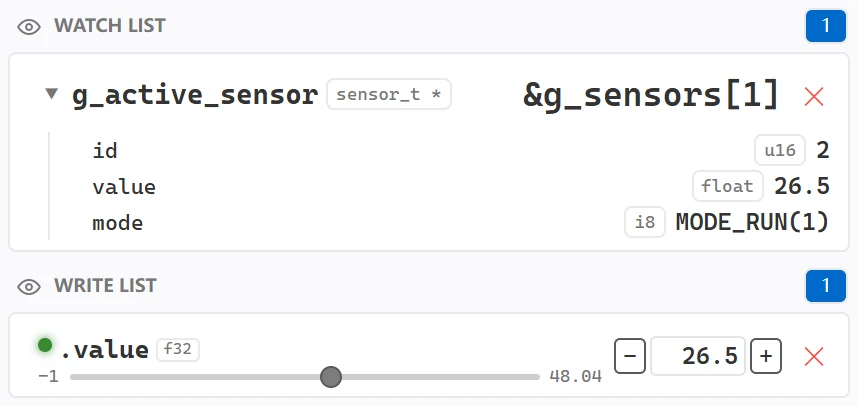 WATCH LIST 1
g_active_sensor sensor_t * &g_sensors[1]
id u16 2
value float 26.5
mode i8 MODE_RUN(1)
WRITE LIST 1
.value f32 − 26.5 +
−1 48.04